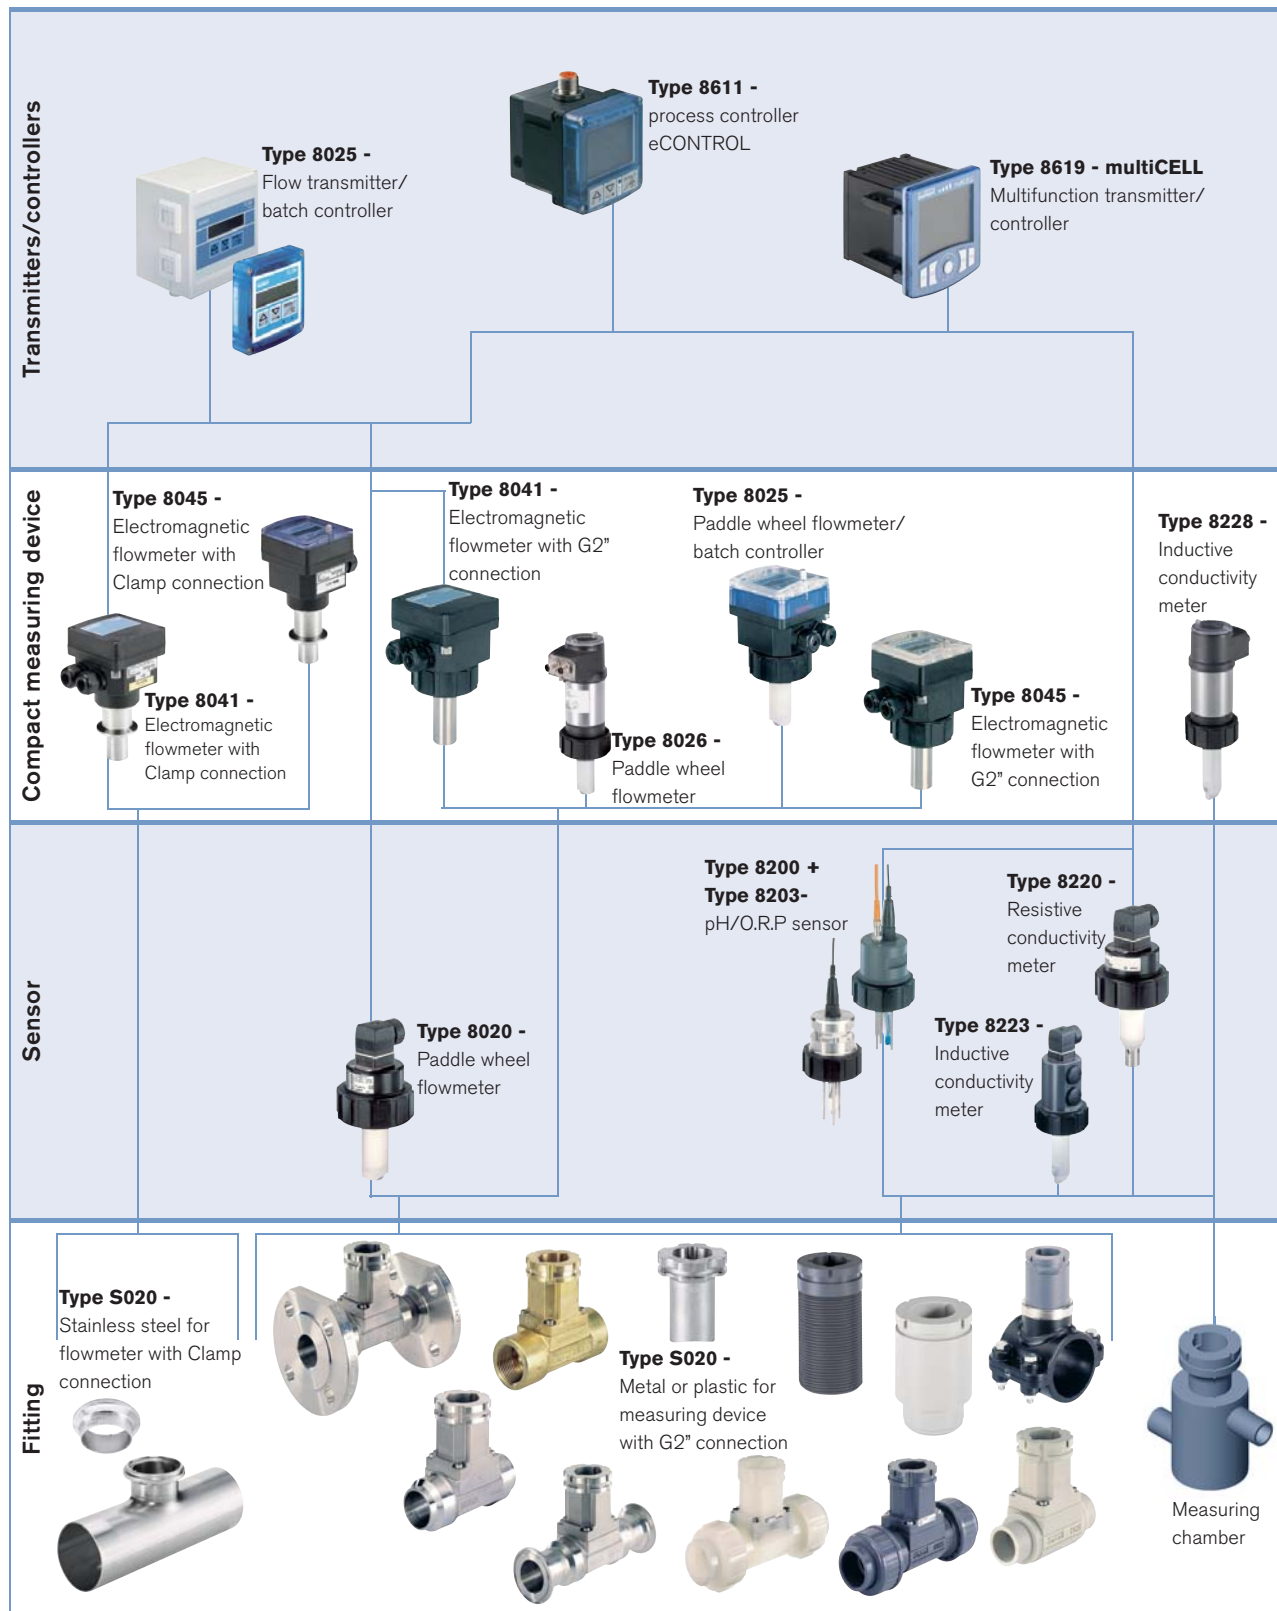 Transmitters/controllers
Type 8611 -
process controller
eCONTROL
Type 8025 -
Flow transmitter/
batch controller
Type 8619 - multiCELL
Multifunction transmitter/
controller
Compact measuring device
Type 8045 -
Electromagnetic
flowmeter with
Clamp connection
Type 8041 -
Electromagnetic
flowmeter with
Clamp connection
Type 8041 -
Electromagnetic
flowmeter with G2”
connection
Type 8026 -
Paddle wheel
flowmeter
Type 8025 -
Paddle wheel flowmeter/
batch controller
Type 8045 -
Electromagnetic
flowmeter with
G2” connection
Type 8228 -
Inductive
conductivity
meter
Sensor
Type 8020 -
Paddle wheel
flowmeter
Type 8200 +
Type 8203-
pH/O.R.P sensor
Type 8220 -
Resistive
conductivity
meter
Type 8223 -
Inductive
conductivity
meter
Fitting
Type S020 -
Stainless steel for
flowmeter with Clamp
connection
Type S020 -
Metal or plastic for
measuring device
with G2” connection
Measuring
chamber